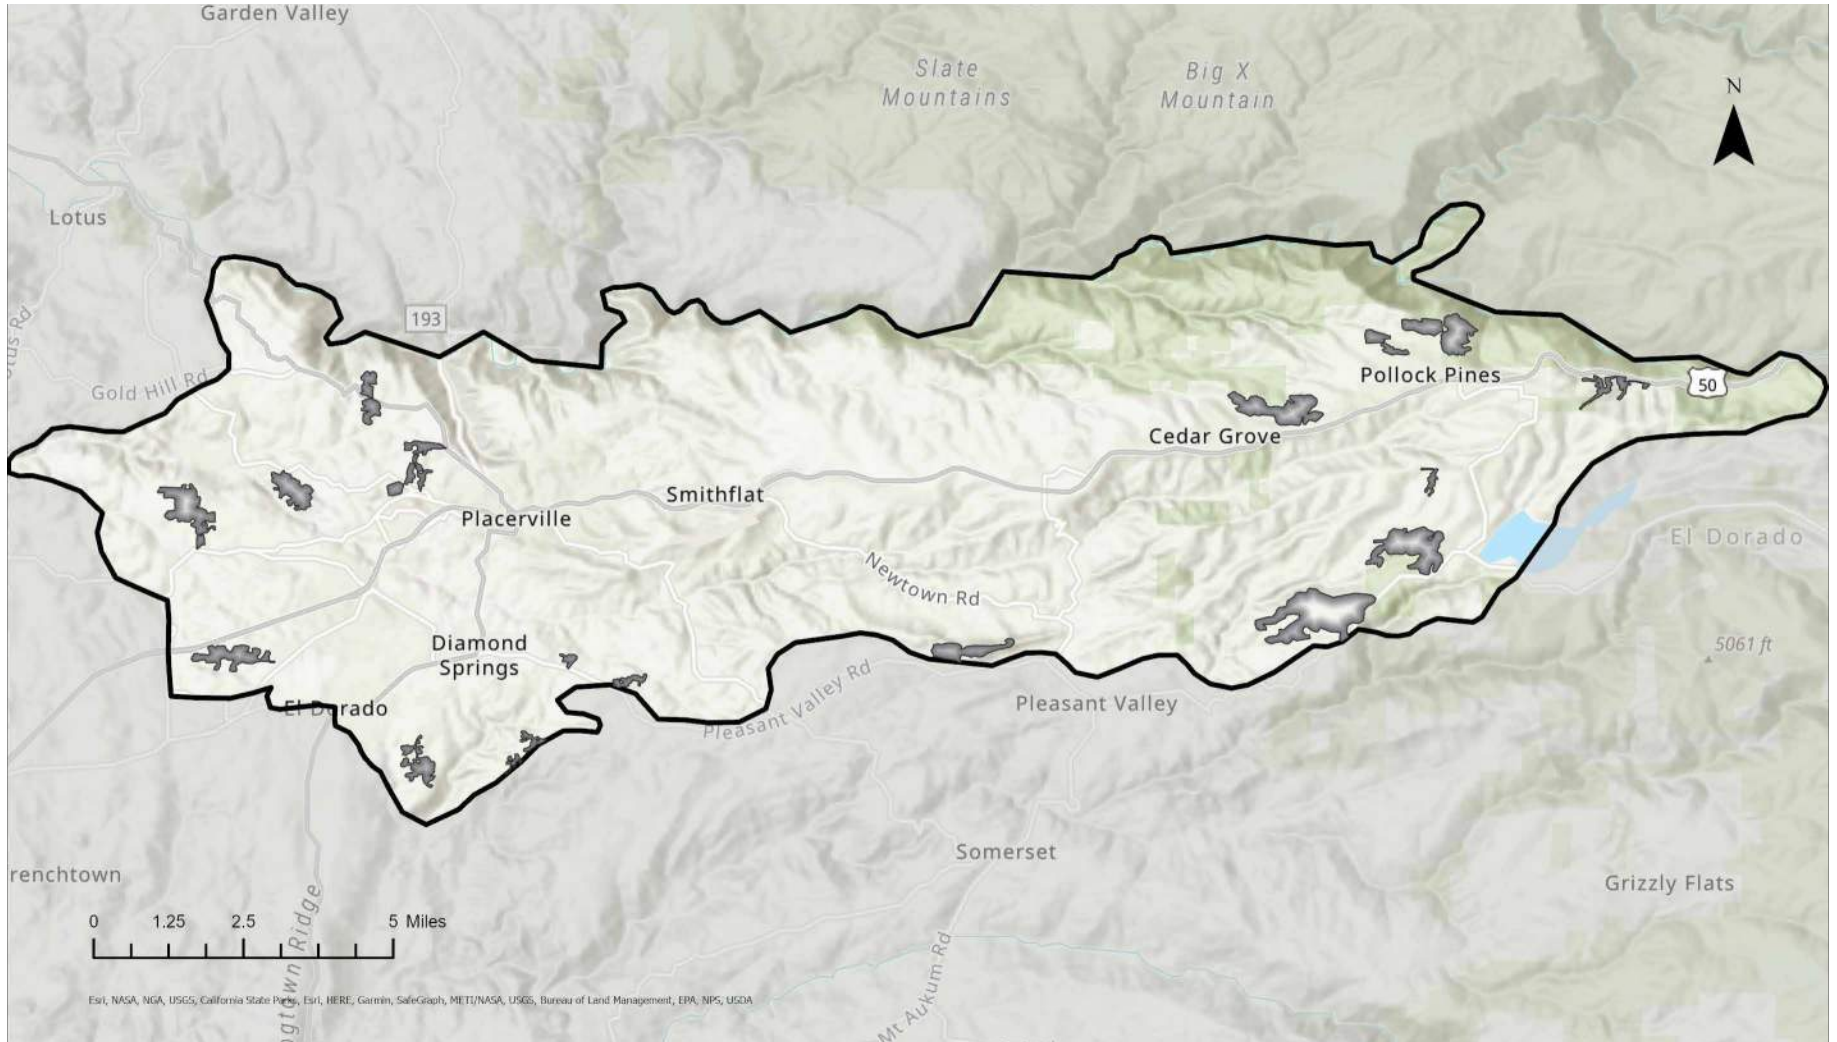 Garden Valley
Slate
Mountains
Big X
Mountain
N
Lotus
193
Gold Hill Rd
Rd
50
Pollock Pines
Cedar Grove
Smithflat
Placerville
El Dorado
Newtown Rd
Diamond
Springs
5061 ft
El Dorado
Pleasant Valley Rd
Pleasant Valley
Somerset
renchtown
Grizzly Flats
0 1.25 2.5 5 Miles
ogtown Ridge
Mt Aukum Rd
Esri, NASA, NGA, USGS, California State Parks, Esri, HERE, Garmin, SafeGraph, METI/NASA, USGS, Bureau of Land Management, EPA, NPS, USDA